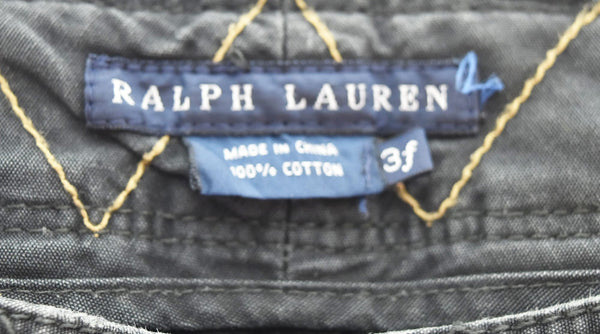 RALPH LAUREN
MADE IN CHINA
100% COTTON
3f